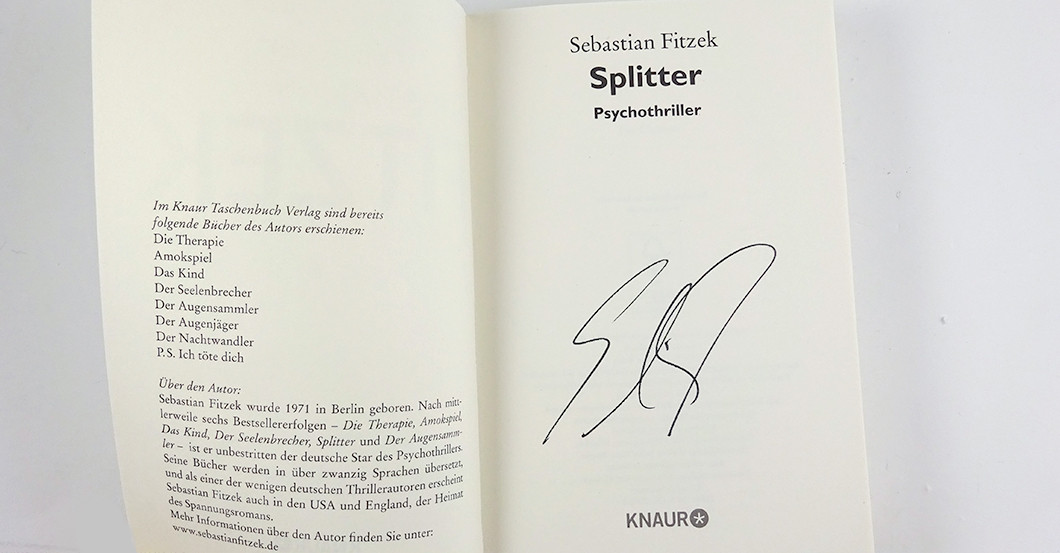 Im Knaur Taschenbuch Verlag sind bereits
folgende Bücher des Autors erschienen:
Die Therapie
Amokspiel
Das Kind
Der Seelenbrecher
Der Augensammler
Der Augenjäger
Der Nachtwandler
P.S. Ich töte dich
Über den Autor:
Sebastian Fitzek wurde 1971 in Berlin geboren. Nach mitt-
lerweile sechs Bestsellererfolgen – Die Therapie, Amokspiel,
Das Kind, Der Seelenbrecher, Splitter und Der Augensamm-
ler – ist er unbestritten der deutsche Star des Psychothrillers.
Seine Bücher werden in über zwanzig Sprachen übersetzt,
und als einer der wenigen deutschen Thrillerautoren erscheint
Sebastian Fitzek auch in den USA und England, der Heimat
des Spannungsromans.
Mehr Informationen über den Autor finden Sie unter:
www.sebastianfitzek.de
Sebastian Fitzek
Splitter
Psychothriller
KNAUR